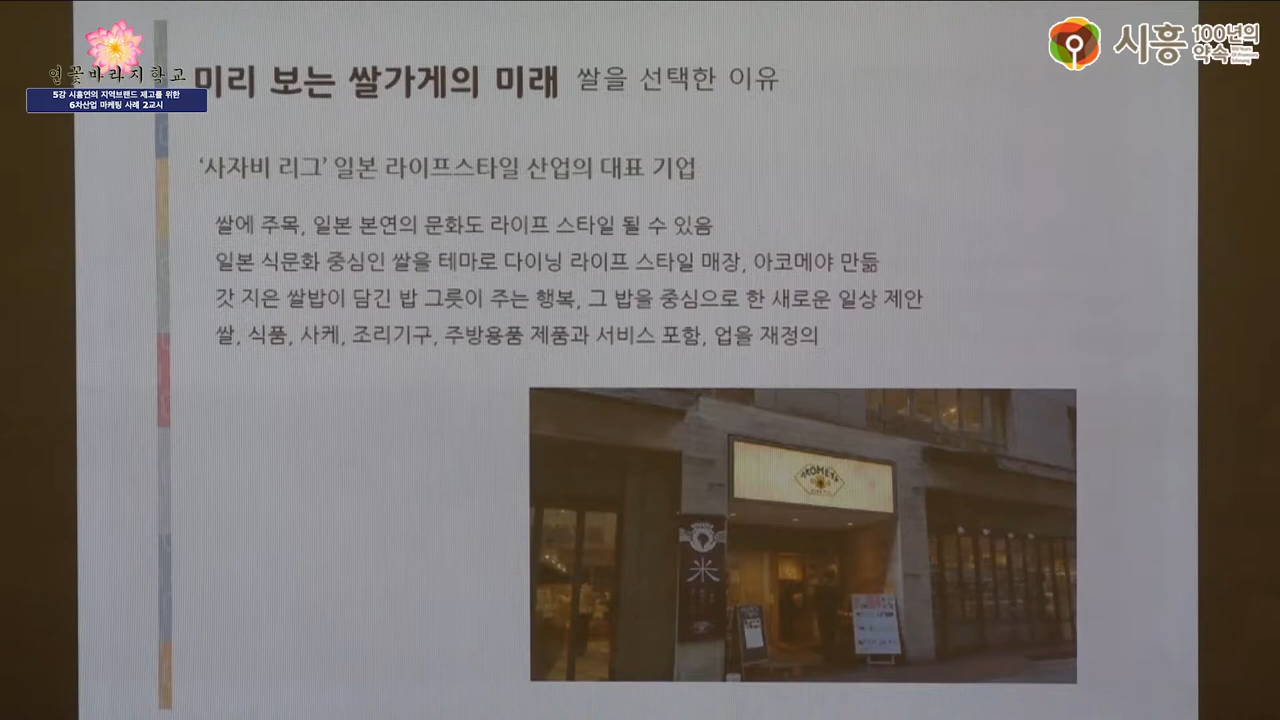 연꽃바라지학교
5강 시흥연의 지역브랜드 제고를 위한
6차산업 마케팅 사례 2교시
시흥 100년의 약속
미리 보는 쌀가게의 미래 쌀을 선택한 이유
‘사자비 리그’ 일본 라이프스타일 산업의 대표 기업
쌀에 주목, 일본 본연의 문화도 라이프 스타일 될 수 있음
일본 식문화 중심인 쌀을 테마로 다이닝 라이프 스타일 매장, 아코메야 만듦
갓 지은 쌀밥이 담긴 밥 그릇이 주는 행복, 그 밥을 중심으로 한 새로운 일상 제안
쌀, 식품, 사케, 조리기구, 주방용품 제품과 서비스 포함, 업을 재정의
AKOMEYA
米